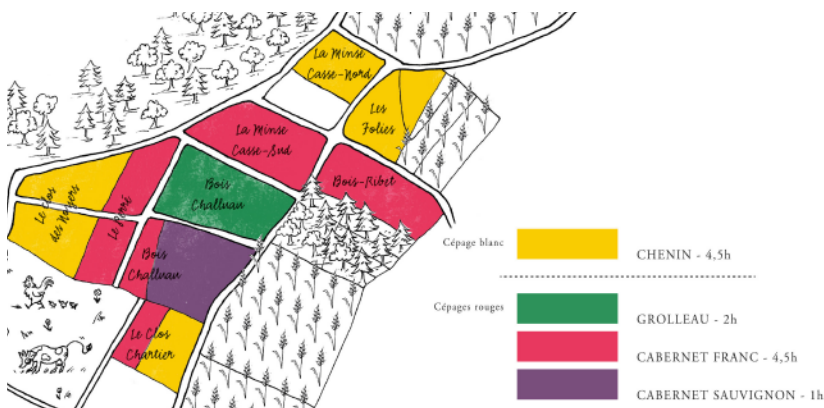 La Minse
Casse-Nord
Les
Folies
La Minse
Casse-Sud
Bois-Ribet
Bois
Challuau
Le Clos
des Noyers
Le Perré
Bois
Challuau
Le Clos
Chartier
Cépage blanc
CHENIN - 4,5h
Cépages rouges
GROLLEAU - 2h
CABERNET FRANC - 4,5h
CABERNET SAUVIGNON - 1h